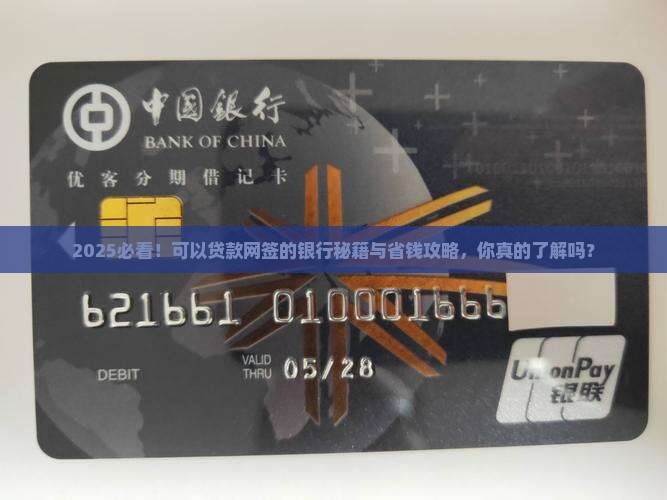 中国銀行
BANK OF CHINA
优客分期借记卡
2025必看！可以贷款网签的银行秘籍与省钱攻略，你真的了解吗？
621661 010001666
DEBIT
VALID THRU 05/28
UnionPay
银联